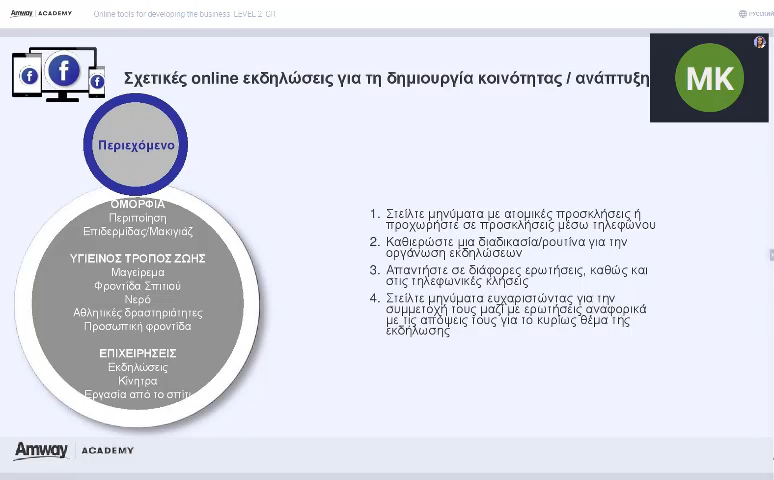 Amway | ACADEMY
Online tools for developing the business LEVEL 2 GR
РУССКИЙ
Σχετικές online εκδηλώσεις για τη δημιουργία κοινότητας / ανάπτυξη
MK
Περιεχόμενο
ΟΜΟΡΦΙΑ
Περιποίηση
Επιδερμίδας/Μακιγιάζ
ΥΓΙΕΙΝΟΣ ΤΡΟΠΟΣ ΖΩΗΣ
Μαγείρεμα
Φροντίδα Σπιτιού
Νερό
Αθλητικές δραστηριότητες
Προσωπική φροντίδα
ΕΠΙΧΕΙΡΗΣΕΙΣ
Εκδηλώσεις
Κίνητρα
Εργασία από το σπίτι
1. Στείλτε μηνύματα με ατομικές προσκλήσεις ή
προχωρήστε σε προσκλήσεις μέσω τηλεφώνου
2. Καθιερώστε μια διαδικασία/ρουτίνα για την
οργάνωση εκδηλώσεων
3. Απαντήστε σε διάφορες ερωτήσεις, καθώς και
στις τηλεφωνικές κλήσεις
4. Στείλτε μηνύματα ευχαριστώντας για την
συμμετοχή τους μαζί με ερωτήσεις αναφορικά
με τις απόψεις τους για το κυρίως θέμα της
εκδήλωσης
Amway | ACADEMY